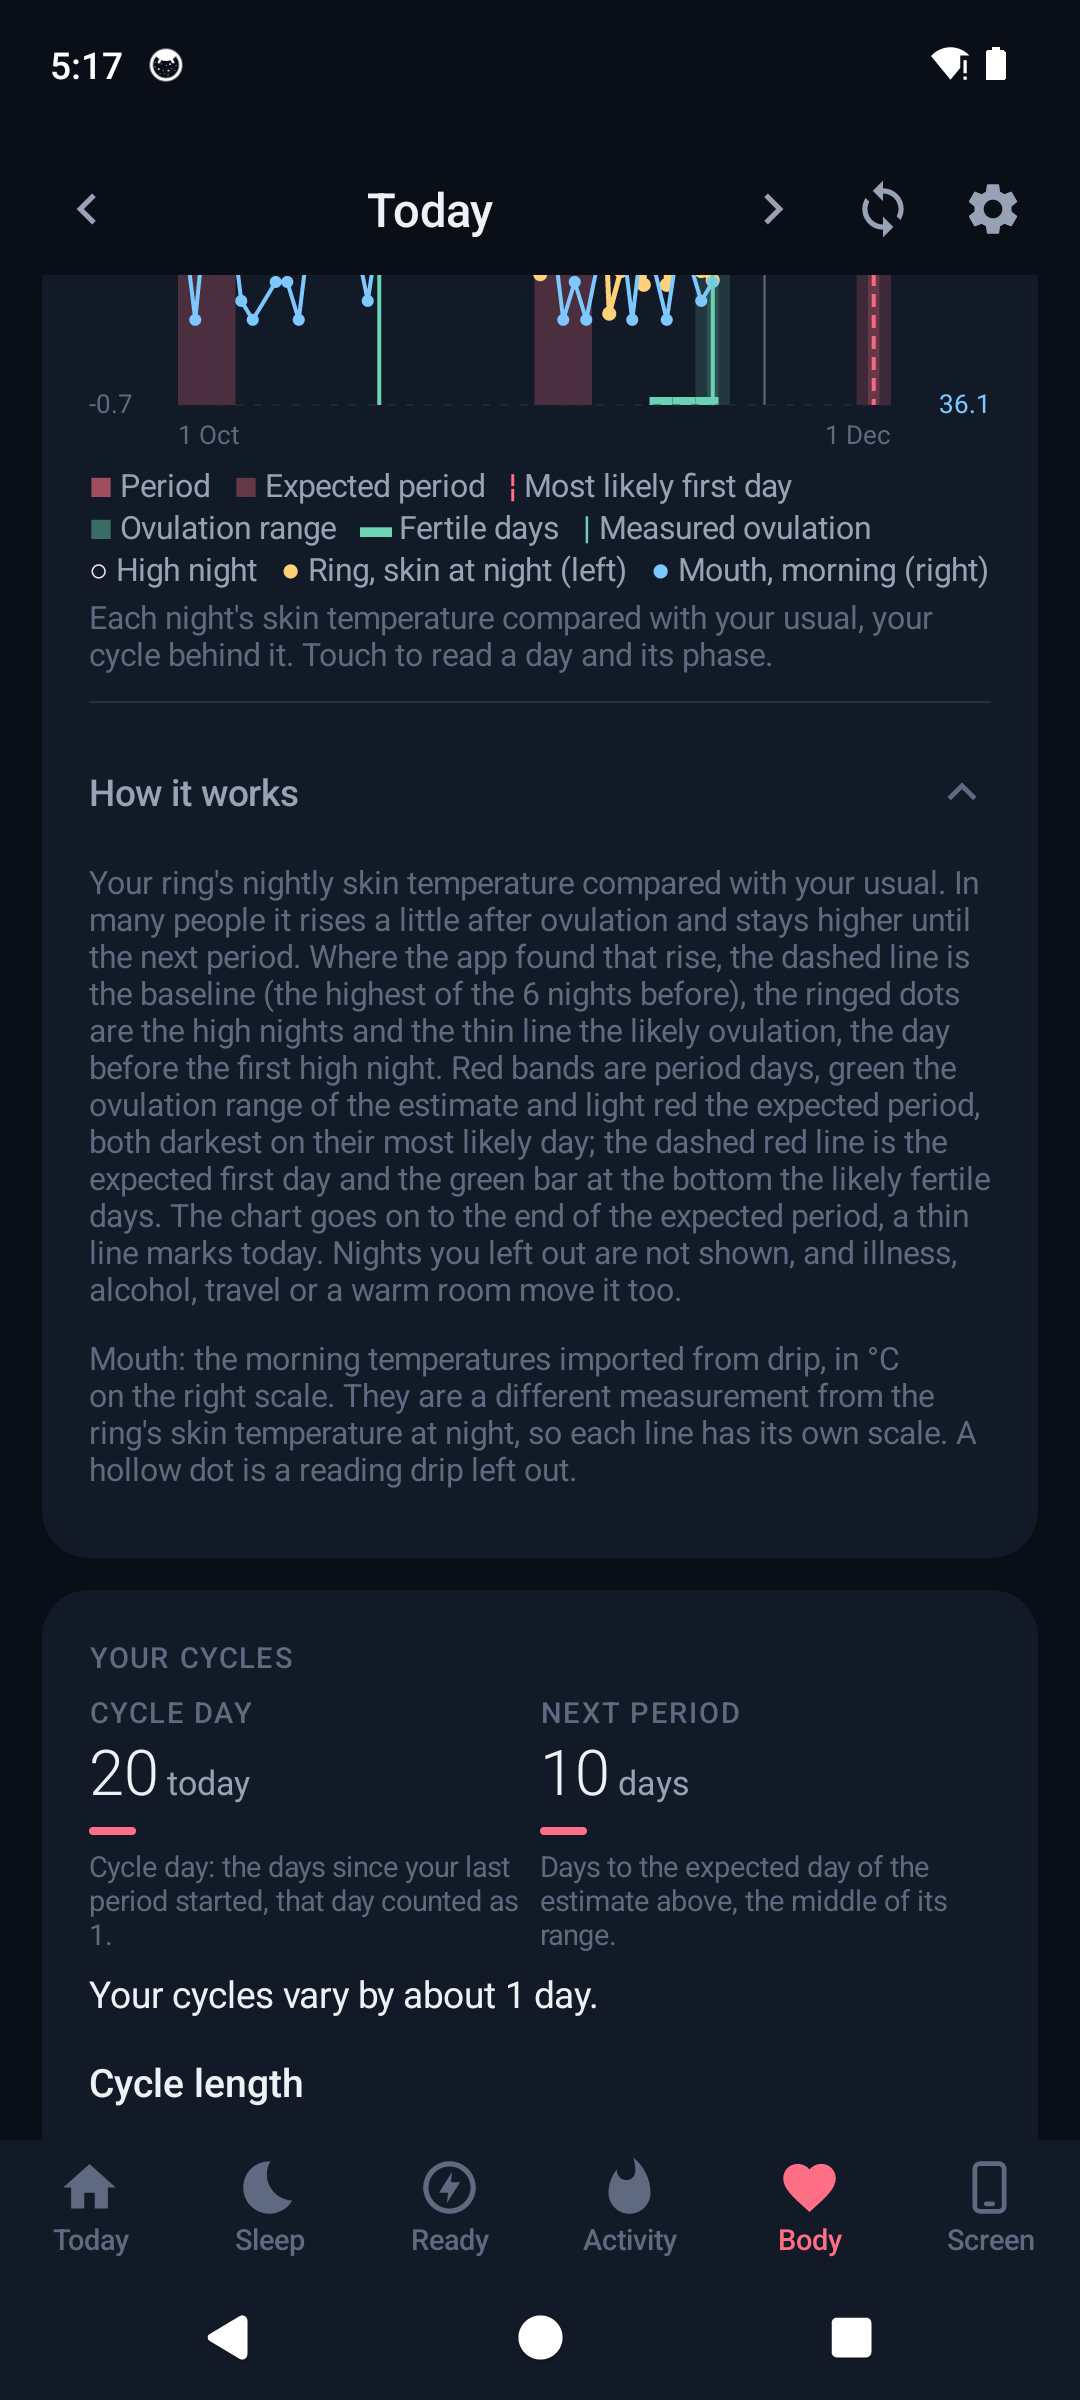 5:17
Today
-0.7
36.1
1 Oct
1 Dec
Period
Expected period
Most likely first day
Ovulation range
Fertile days
Measured ovulation
High night
Ring, skin at night (left)
Mouth, morning (right)
Each night's skin temperature compared with your usual, your
cycle behind it. Touch to read a day and its phase.
How it works
Your ring's nightly skin temperature compared with your usual. In
many people it rises a little after ovulation and stays higher until
the next period. Where the app found that rise, the dashed line is
the baseline (the highest of the 6 nights before), the ringed dots
are the high nights and the thin line the likely ovulation, the day
before the first high night. Red bands are period days, green the
ovulation range of the estimate and light red the expected period,
both darkest on their most likely day; the dashed red line is the
expected first day and the green bar at the bottom the likely fertile
days. The chart goes on to the end of the expected period, a thin
line marks today. Nights you left out are not shown, and illness,
alcohol, travel or a warm room move it too.
Mouth: the morning temperatures imported from drip, in °C
on the right scale. They are a different measurement from the
ring's skin temperature at night, so each line has its own scale. A
hollow dot is a reading drip left out.
YOUR CYCLES
CYCLE DAY
20 today
Cycle day: the days since your last
period started, that day counted as
1.
NEXT PERIOD
10 days
Days to the expected day of the
estimate above, the middle of its
range.
Your cycles vary by about 1 day.
Cycle length
Today
Sleep
Ready
Activity
Body
Screen